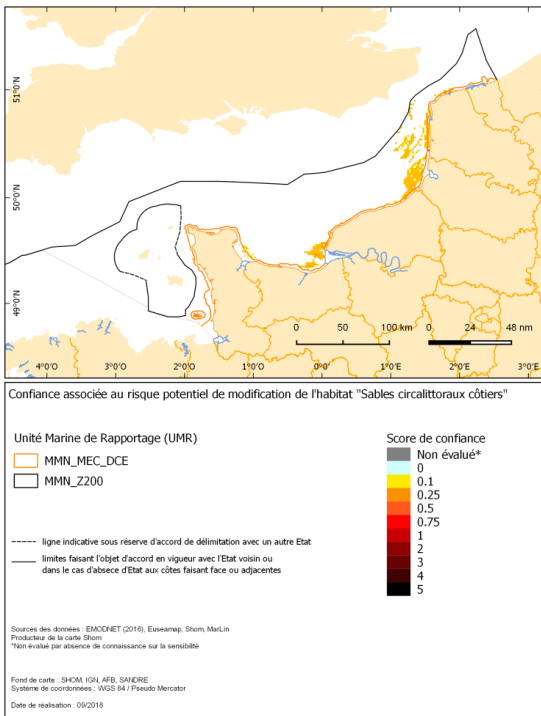 51°0'N
50°0'N
49°0'N
0 50 100 km 0 24 48 nm
4°0'O 3°0'O 2°0'O 1°0'O 0°0'O 1°0'E 2°0'E 3°0'E
Confiance associée au risque potentiel de modification de l'habitat "Sables circalittoraux côtiers"
Unité Marine de Rapportage (UMR)
MMN_MEC_DCE
MMN_Z200
Score de confiance
Non évalué*
0
0.1
0.25
0.5
0.75
1
2
3
4
5
ligne indicative sous réserve d'accord de délimitation avec un autre Etat
limites faisant l'objet d'accord en vigueur avec l'Etat voisin ou
dans le cas d'absece d'Etat aux côtes faisant face ou adjacentes
Sources des données : EMODNET (2016), Euseamap, Shom, MarLin
Producteur de la carte Shom
*Non évalué par absence de connaissance sur la sensibilité
Fond de carte : SHOM, IGN, AFB, SANDRE
Système de coordonnées : WGS 84 / Pseudo Mercator
Date de réalisation : 09/2018